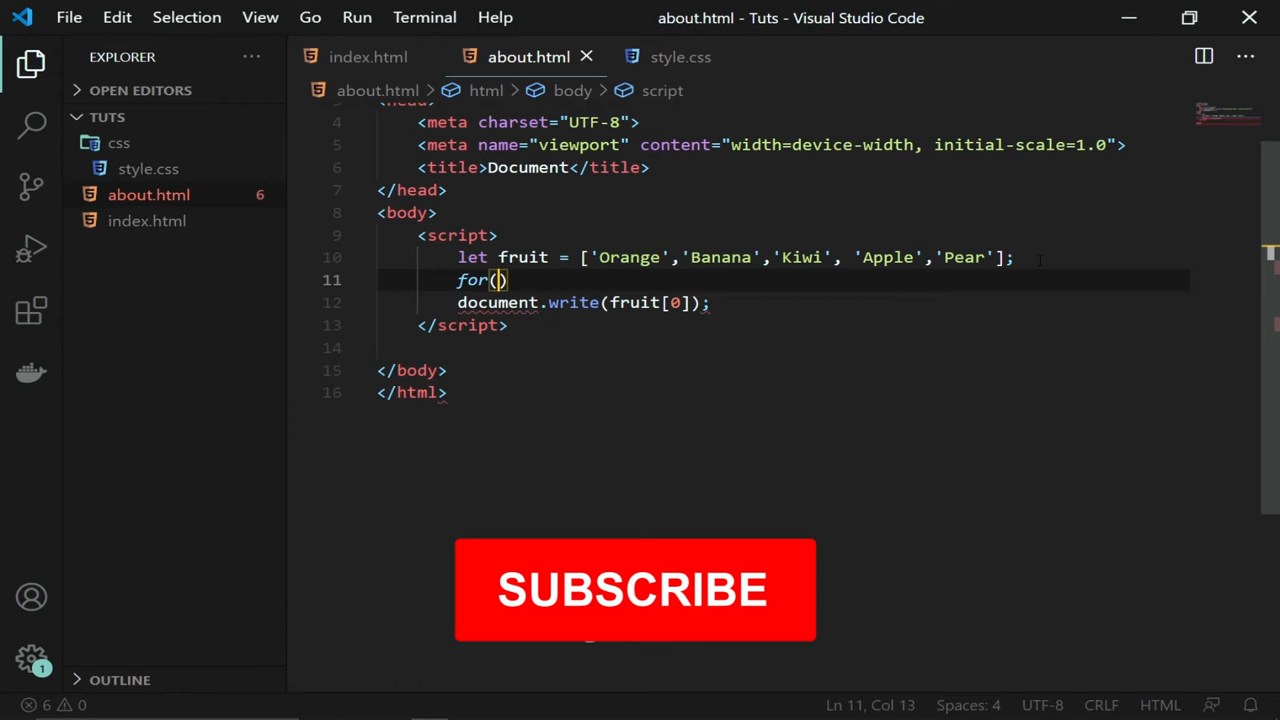 File Edit Selection View Go Run Terminal Help about.html - Tuts - Visual Studio Code
EXPLORER
index.html about.html style.css
OPEN EDITORS
about.html html body script
TUTS
css
style.css
about.html 6
index.html
<head>
4 <meta charset="UTF-8">
5 <meta name="viewport" content="width=device-width, initial-scale=1.0">
6 <title>Document</title>
7 </head>
8 <body>
9 <script>
10 let fruit = ['Orange','Banana','Kiwi', 'Apple','Pear'];
11 for()
12 document.write(fruit[0]);
13 </script>
14
15 </body>
16 </html>
SUBSCRIBE
1
OUTLINE
6 0 Ln 11, Col 13 Spaces: 4 UTF-8 CRLF HTML